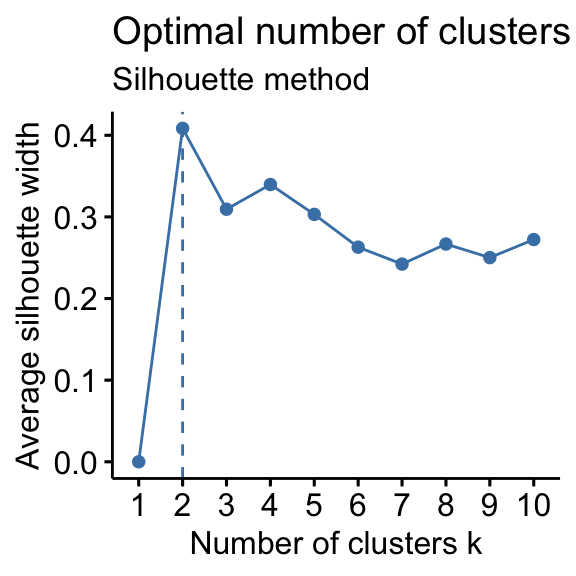 Optimal number of clusters
Silhouette method
Average silhouette width
0.4
0.3
0.2
0.1
0.0
1 2 3 4 5 6 7 8 9 10
Number of clusters k